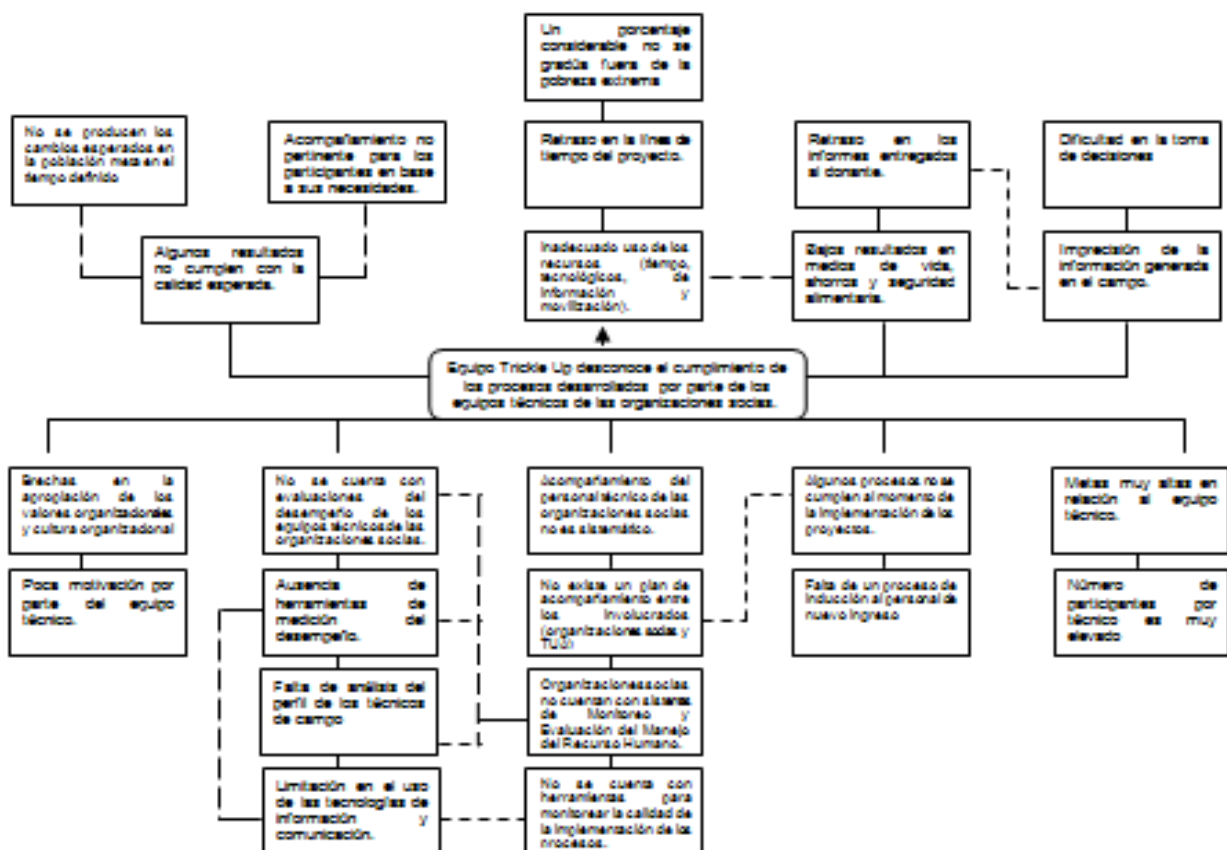 Un porcentaje
considerable no se
gradúa fuera de la
pobreza extrema
No se producen los
cambios esperados en
la población meta en el
tiempo definido
Acompañamiento no
pertinente para los
participantes en base
a sus necesidades.
Retraso en la línea de
tiempo del proyecto.
Retraso en los
informes entregados
al donante.
Dificultad en la toma
de decisiones
Algunos resultados
no cumplen con la
calidad esperada.
Inadecuado uso de los
recursos (tiempo,
tecnológicos, de
información y
movilización).
Bajos resultados en
medios de vida,
ahorros y seguridad
alimentaria.
Imprecisión de la
información generada
en el campo.
Equipo Trickle Up desconoce el cumplimiento de
los procesos desarrollados por parte de los
equipos técnicos de las organizaciones socias.
Brechas en la
apropiación de los
valores organizacionales
y cultura organizacional
No se cuenta con
evaluaciones del
desempeño de los
equipos técnicos de las
organizaciones socias.
Acompañamiento del
personal técnico de las
organizaciones socias
no es sistemático.
Algunos procesos no se
cumplen al momento de
la implementación de los
proyectos.
Metas muy altas en
relación al equipo
técnico.
Poca motivación por
parte del equipo
técnico.
Ausencia de
herramientas de
medición del
desempeño.
No existe un plan de
acompañamiento entre
los involucrados
(organizaciones socias y
TUG)
Falta de un proceso de
inducción al personal de
nuevo ingreso
Número de
participantes por
técnico es muy
elevado
Falta de análisis del
perfil de los técnicos
de campo
Organizaciones socias
no cuentan con sistemas
de Monitoreo y
Evaluación del Manejo
del Recurso Humano.
Limitación en el uso
de las tecnologías de
información y
comunicación.
No se cuenta con
herramientas para
monitorear la calidad de
la implementación de los
procesos.